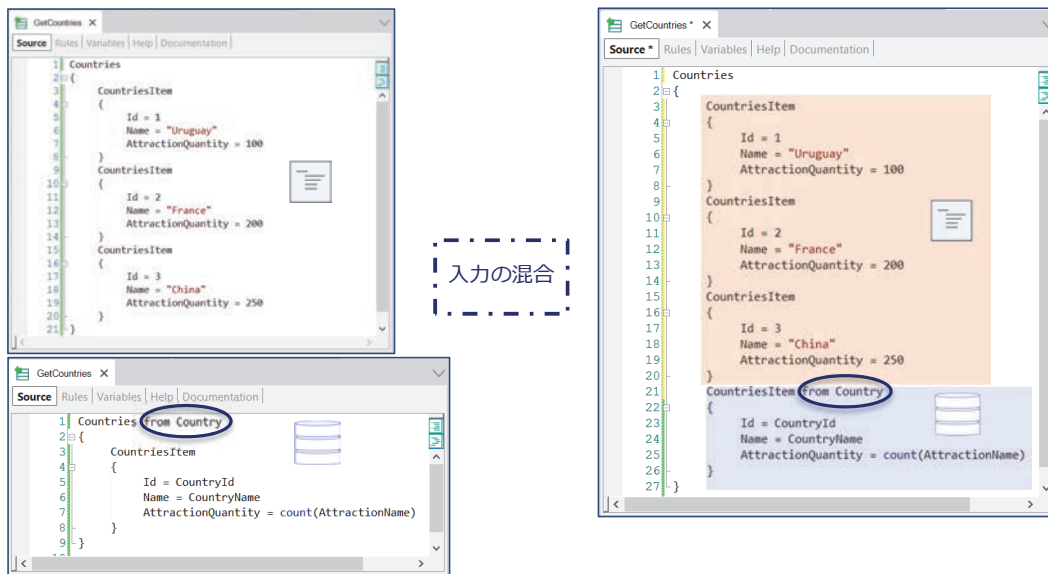 GetCountries X
Source Rules Variables Help Documentation
1 Countries
2 {
3 CountriesItem
4 {
5 Id = 1
6 Name = "Uruguay"
7 AttractionQuantity = 100
8 }
9 CountriesItem
10 {
11 Id = 2
12 Name = "France"
13 AttractionQuantity = 200
14 }
15 CountriesItem
16 {
17 Id = 3
18 Name = "China"
19 AttractionQuantity = 250
20 }
21 }
GetCountries X
Source Rules Variables Help Documentation
1 Countries from Country
2 {
3 CountriesItem
4 {
5 Id = CountryId
6 Name = CountryName
7 AttractionQuantity = count(AttractionName)
8 }
9 }
入力の混合
GetCountries * X
Source * Rules Variables Help Documentation
1 Countries
2 {
3 CountriesItem
4 {
5 Id = 1
6 Name = "Uruguay"
7 AttractionQuantity = 100
8 }
9 CountriesItem
10 {
11 Id = 2
12 Name = "France"
13 AttractionQuantity = 200
14 }
15 CountriesItem
16 {
17 Id = 3
18 Name = "China"
19 AttractionQuantity = 250
20 }
21 CountriesItem from Country
22 {
23 Id = CountryId
24 Name = CountryName
25 AttractionQuantity = count(AttractionName)
26 }
27 }